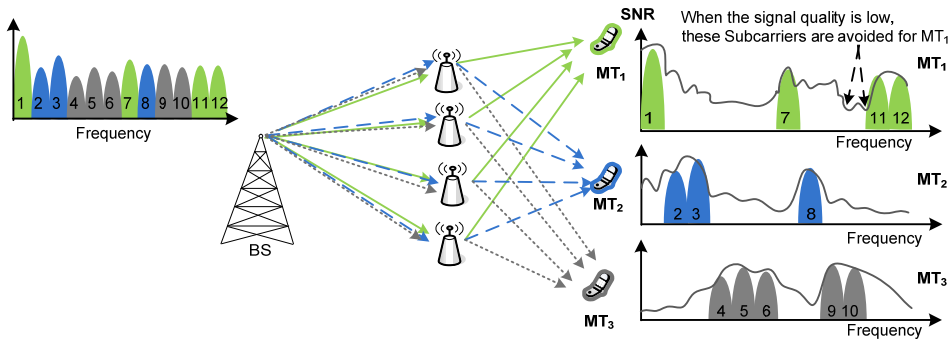 1 2 3 4 5 6 7 8 9 10 11 12
Frequency
BS
MT1
MT2
MT3
SNR
When the signal quality is low,
these Subcarriers are avoided for MT1
MT1
1 7 11 12
Frequency
MT2
2 3 8
Frequency
MT3
4 5 6 9 10
Frequency